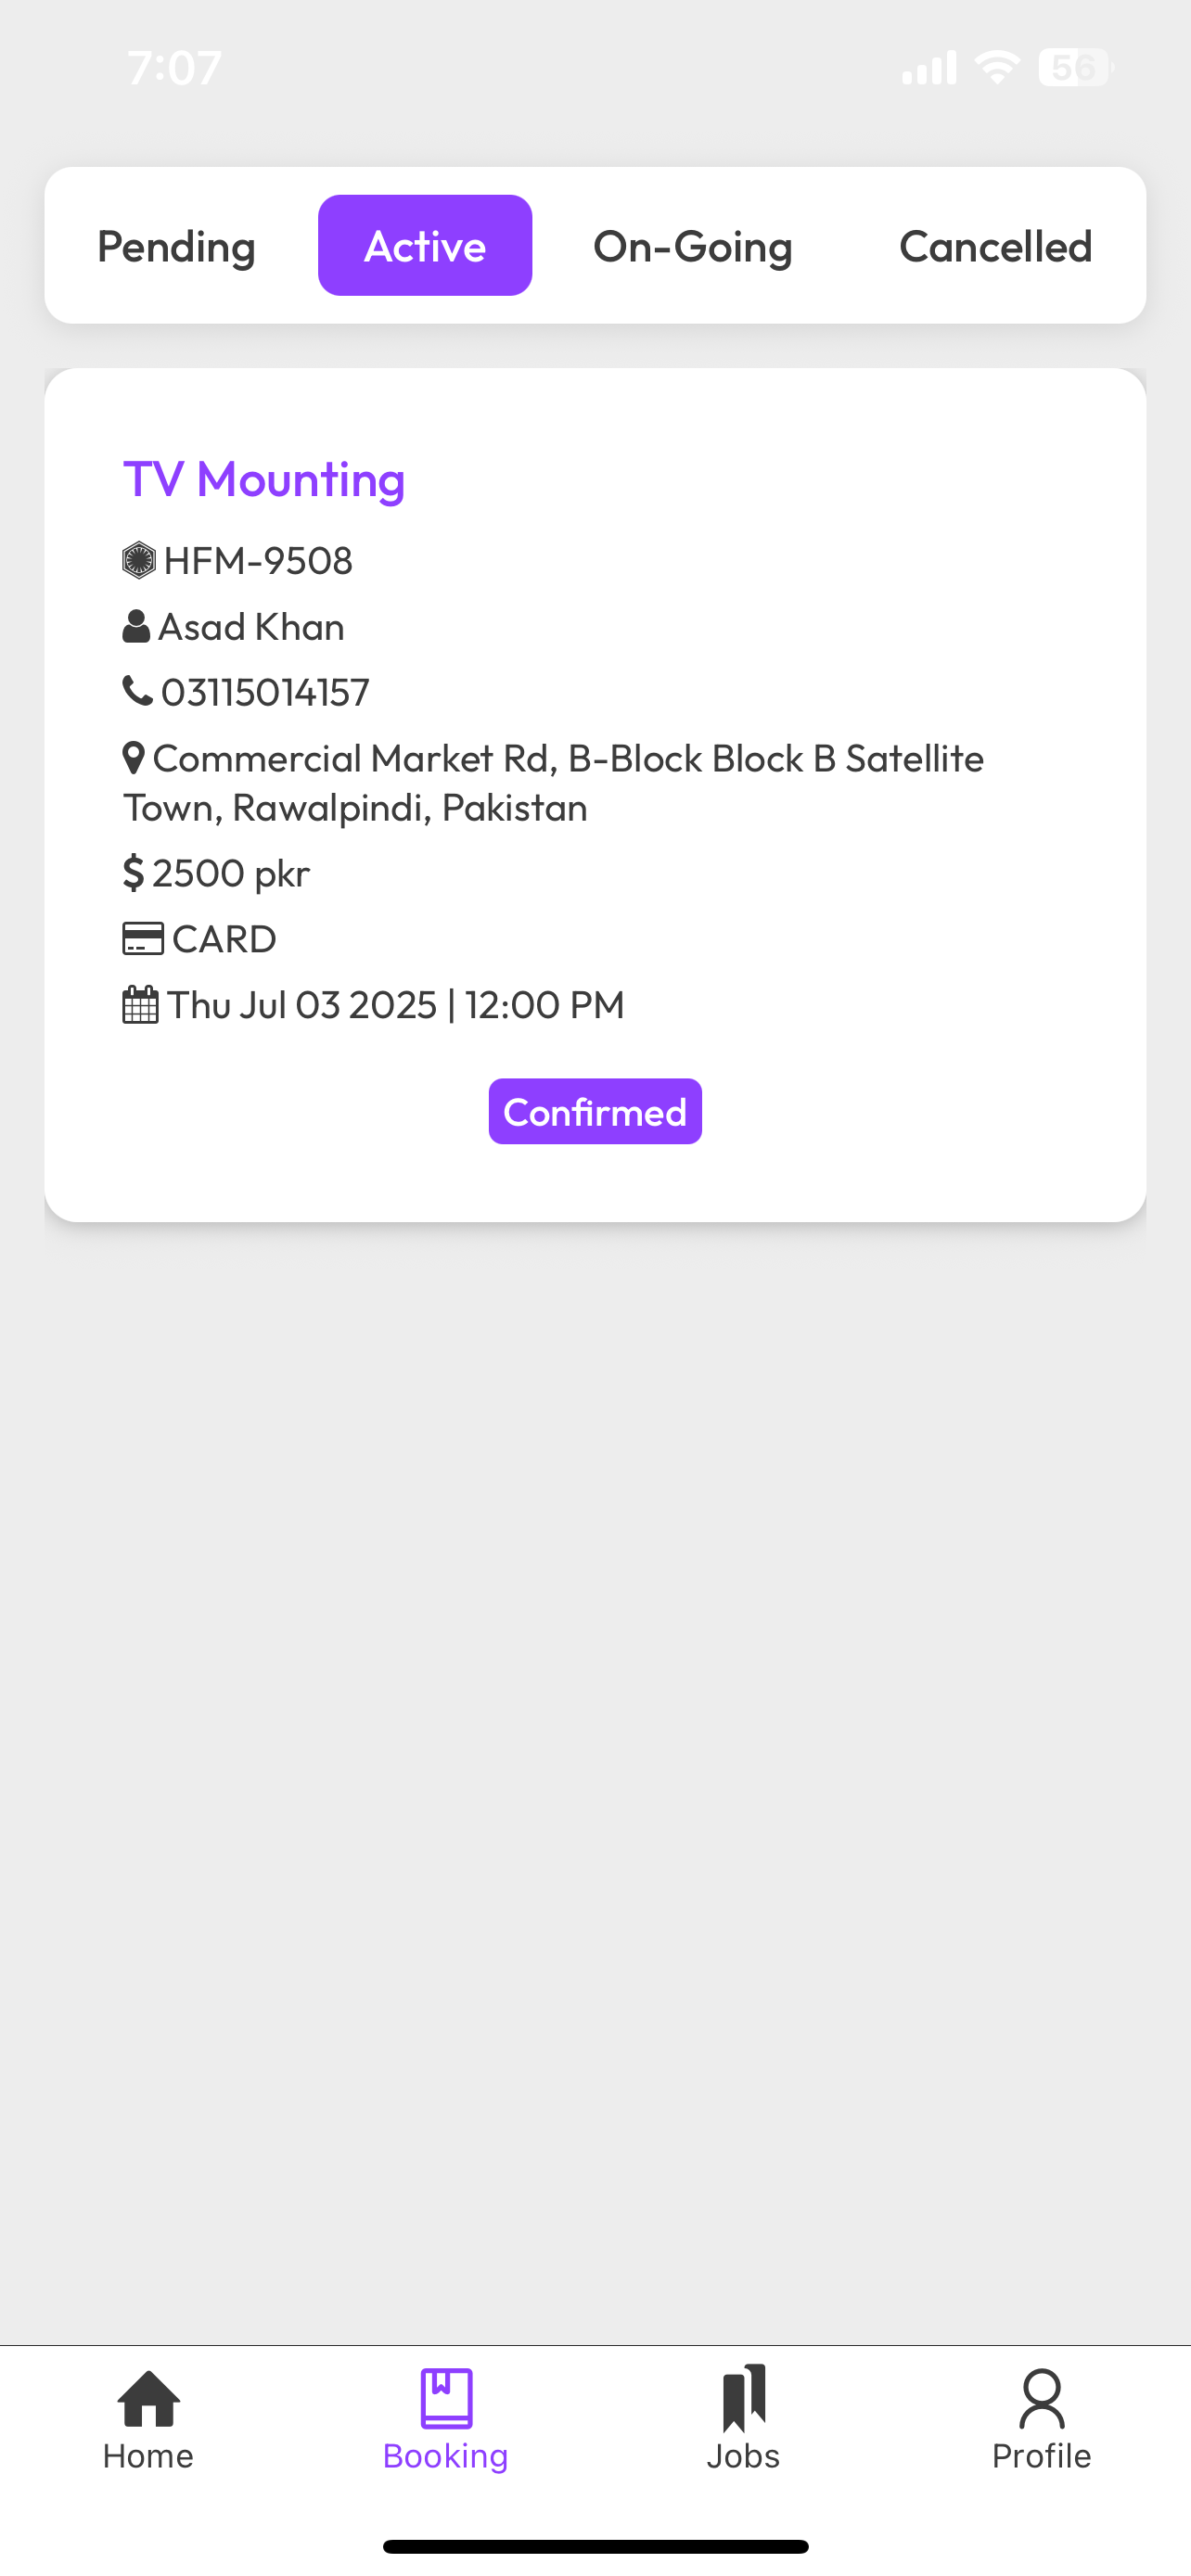 7:07
56
Pending Active On-Going Cancelled
TV Mounting
HFM-9508
Asad Khan
03115014157
Commercial Market Rd, B-Block Block B Satellite
Town, Rawalpindi, Pakistan
$ 2500 pkr
CARD
Thu Jul 03 2025 | 12:00 PM
Confirmed
Home Booking Jobs Profile